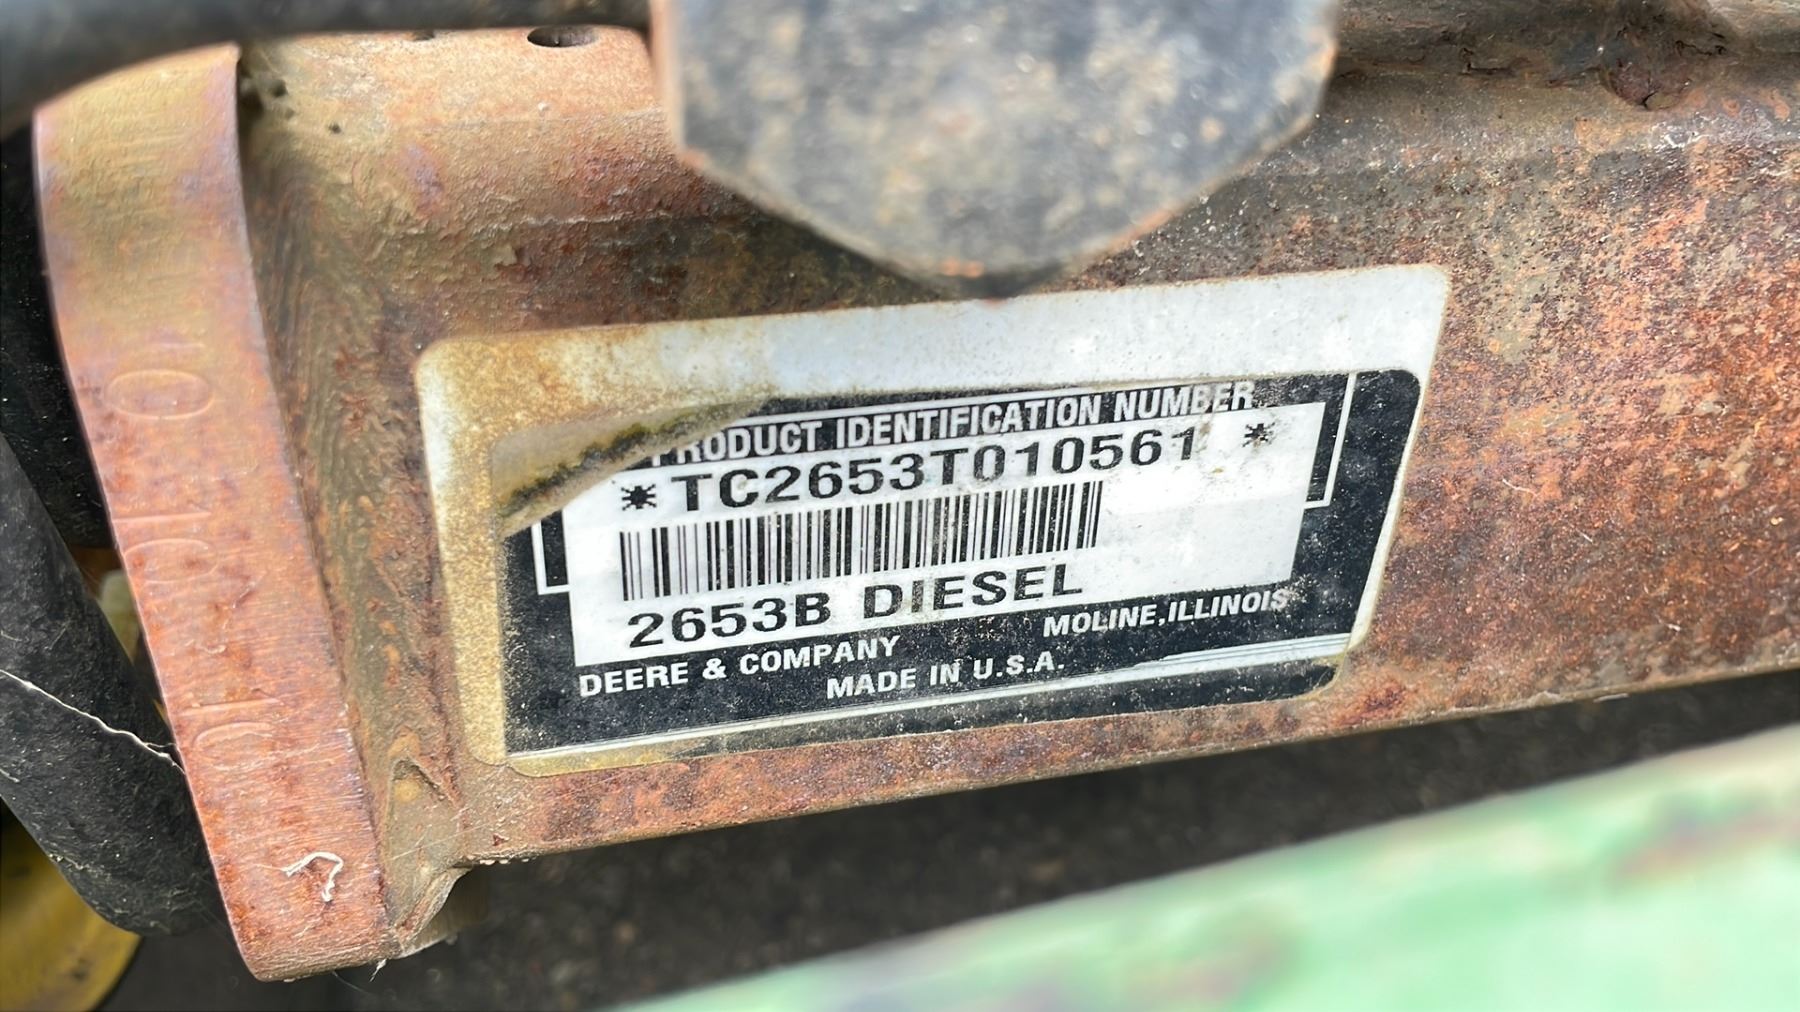 PRODUCT IDENTIFICATION NUMBER
*TC2653T010561 *
2653B DIESEL
DEERE & COMPANY MOLINE, ILLINOIS
MADE IN U.S.A.